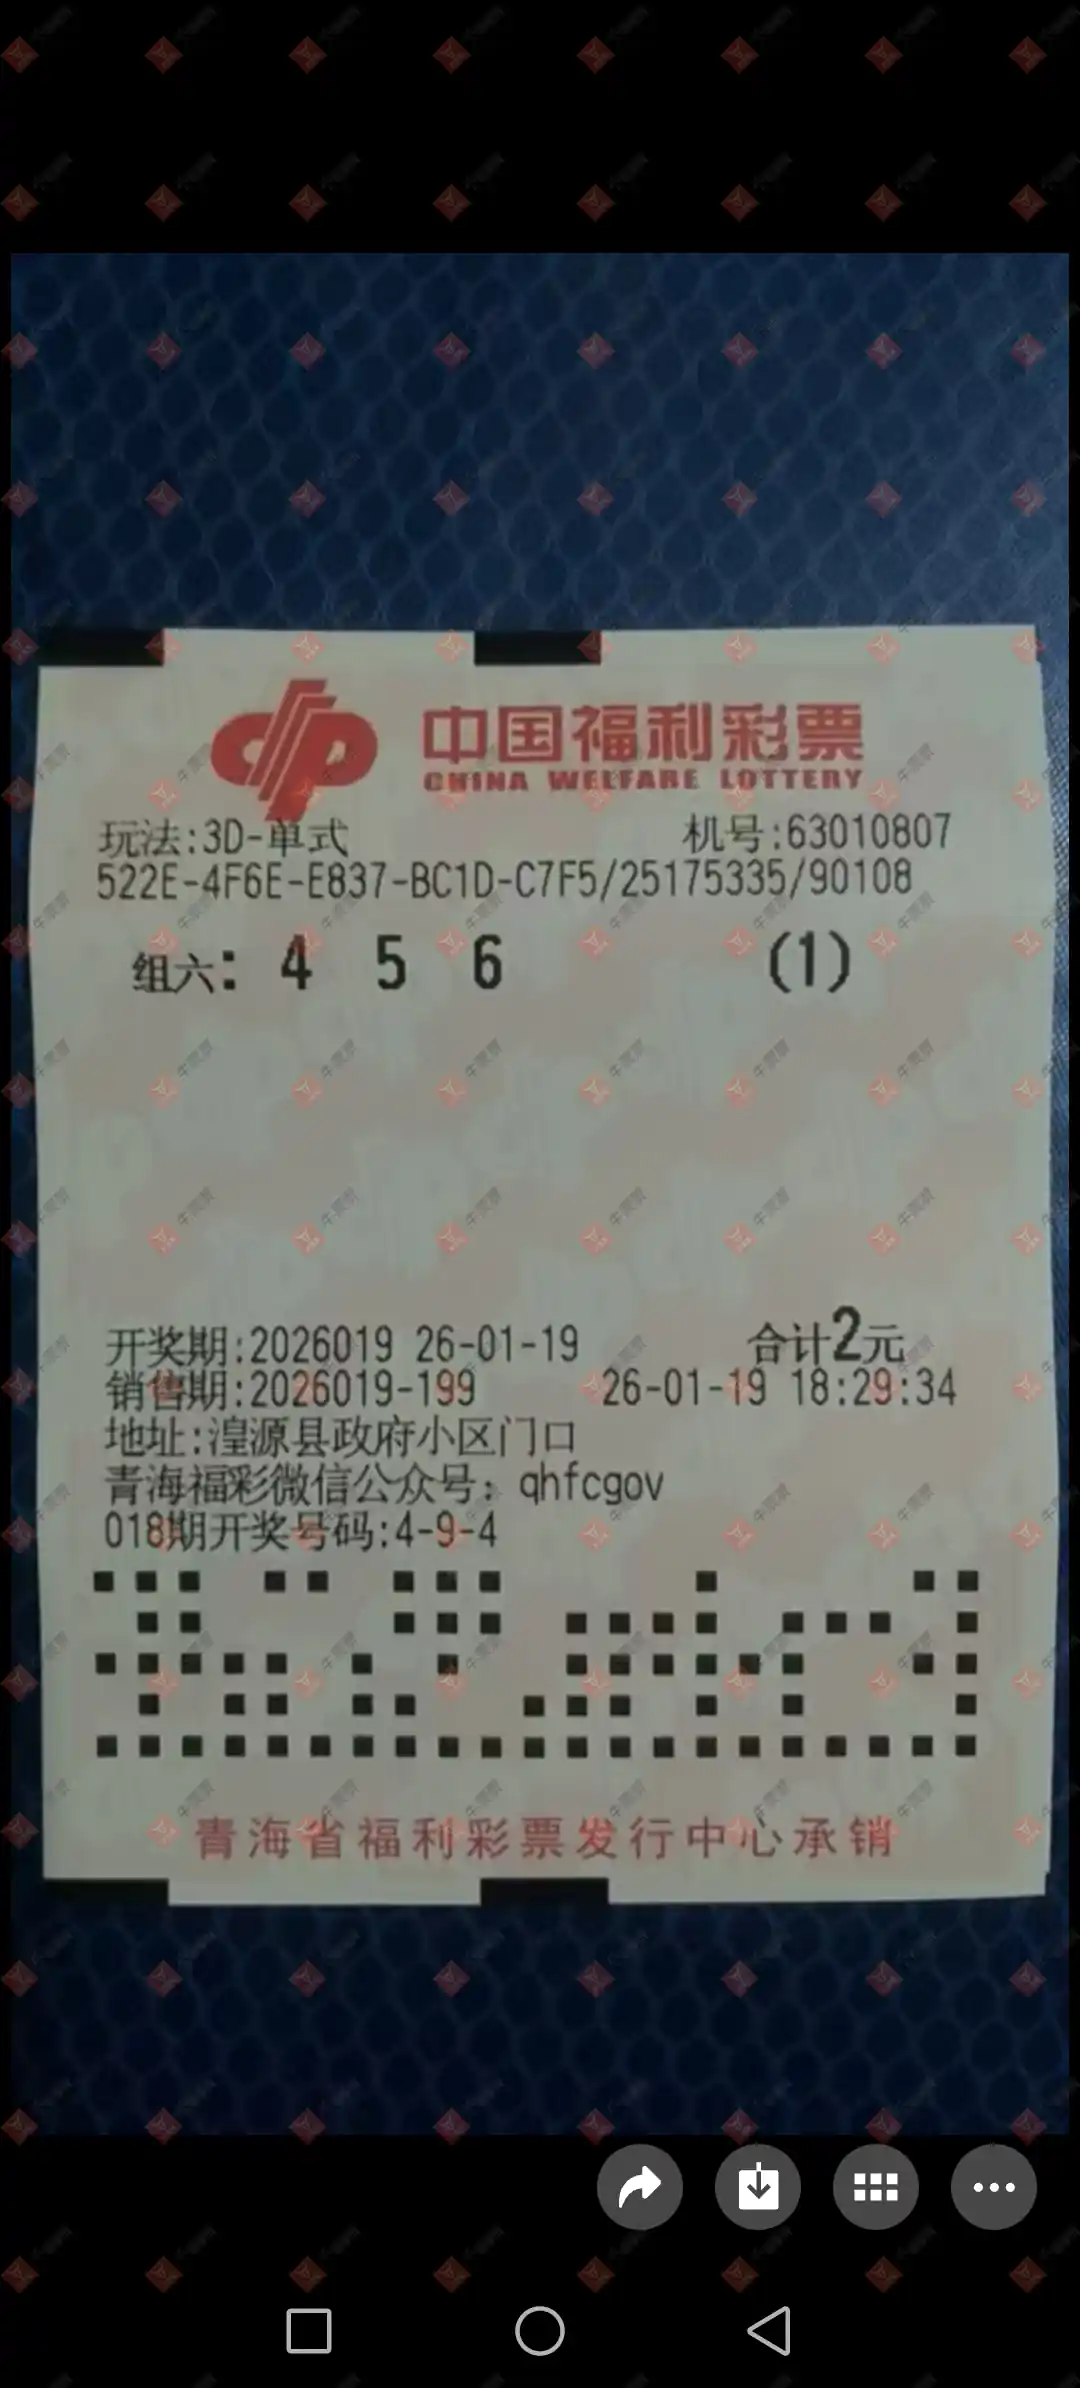 中国福利彩票
CHINA WELFARE LOTTERY
玩法:3D-单式 机号:63010807
522E-4F6E-E837-BC1D-C7F5/25175335/90108
组六: 4 5 6 (1)
开奖期:2026019 26-01-19 合计2元
销售期:2026019-199 26-01-19 18:29:34
地址:湟源县政府小区门口
青海福彩微信公众号: qhfcgov
018期开奖号码:4-9-4
青海省福利彩票发行中心承销